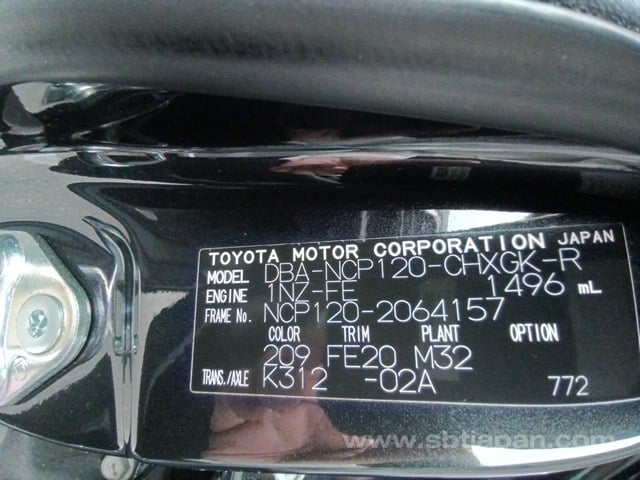 TOYOTA MOTOR CORPORATION JAPAN
MODEL DBA-NCP120-CHXGK-R
ENGINE 1NZ-FE 1496 mL
FRAME No. NCP120-2064157
COLOR TRIM PLANT OPTION
209 FE20 M32
TRANS./AXLE K312 -02A 772
www.sbtjapan.com